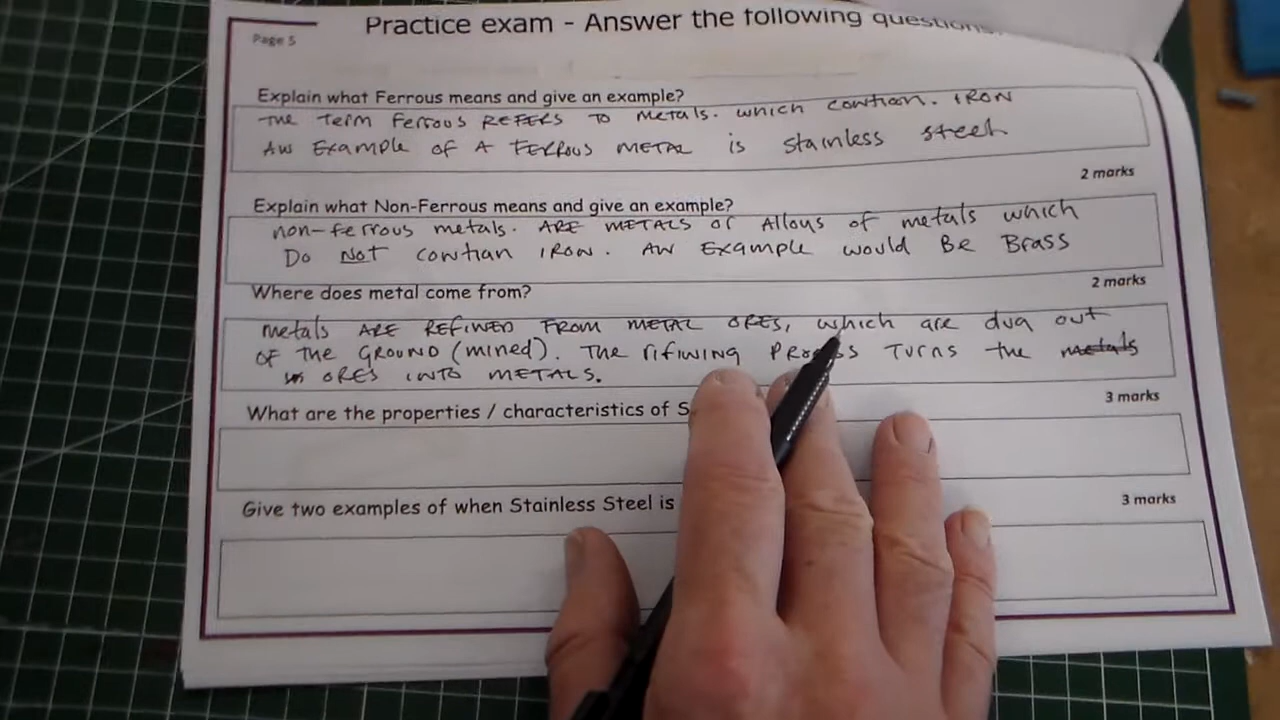 Practice exam - Answer the following questions
Page 5
Explain what Ferrous means and give an example?
The term Ferrous REFERS TO Metals. which contian. IRON
AN Example of A FERROUS METAL is stainless steel
2 marks
Explain what Non-Ferrous means and give an example?
non-ferrous metals. ARE METALS or Alloys of metals which
Do NOT contian IRON. AN Example would Be Brass
2 marks
Where does metal come from?
metals ARE REFINED FROM METAL ORES, which are dug out
OF THE GROUND (mined). THE rifining PROcess TURNS the metals
in ORES INTO METALS.
3 marks
What are the properties / characteristics of S
3 marks
Give two examples of when Stainless Steel is